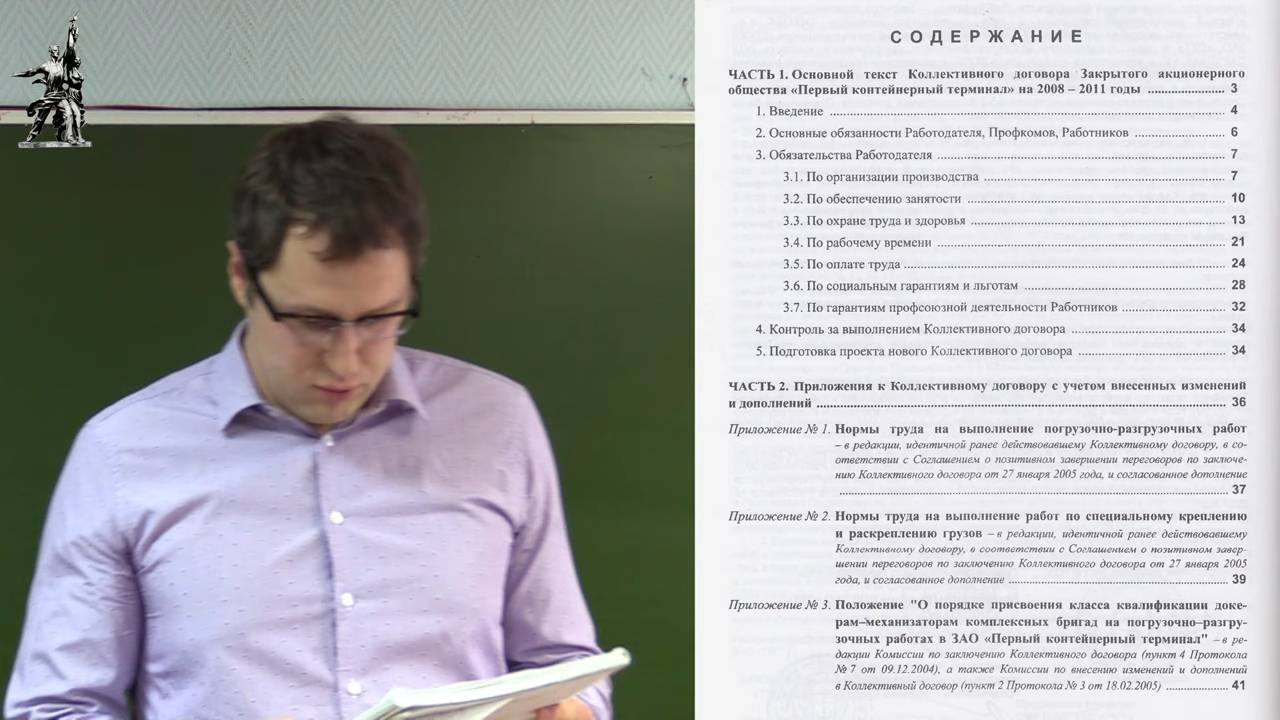 СОДЕРЖАНИЕ
ЧАСТЬ 1. Основной текст Коллективного договора Закрытого акционерного
общества «Первый контейнерный терминал» на 2008 – 2011 годы ............... 3
1. Введение ............... 4
2. Основные обязанности Работодателя, Профкомов, Работников ............... 6
3. Обязательства Работодателя ............... 7
3.1. По организации производства ............... 7
3.2. По обеспечению занятости ............... 10
3.3. По охране труда и здоровья ............... 13
3.4. По рабочему времени ............... 21
3.5. По оплате труда ............... 24
3.6. По социальным гарантиям и льготам ............... 28
3.7. По гарантиям профсоюзной деятельности Работников ............... 32
4. Контроль за выполнением Коллективного договора ............... 34
5. Подготовка проекта нового Коллективного договора ............... 34
ЧАСТЬ 2. Приложения к Коллективному договору с учетом внесенных изменений
и дополнений ............... 36
Приложение № 1. Нормы труда на выполнение погрузочно-разгрузочных работ
– в редакции, идентичной ранее действовавшему Коллективному договору, в со-
ответствии с Соглашением о позитивном завершении переговоров по заключе-
нию Коллективного договора от 27 января 2005 года, и согласованное дополнение
............... 37
Приложение № 2. Нормы труда на выполнение работ по специальному креплению
и раскреплению грузов – в редакции, идентичной ранее действовавшему
Коллективному договору, в соответствии с Соглашением о позитивном завер-
шении переговоров по заключению Коллективного договора от 27 января 2005
года, и согласованное дополнение ............... 39
Приложение № 3. Положение "О порядке присвоения класса квалификации доке-
рам–механизаторам комплексных бригад на погрузочно–разгру-
зочных работах в ЗАО «Первый контейнерный терминал" – в ре-
дакции Комиссии по заключению Коллективного договора (пункт 4 Протокола
№ 7 от 09.12.2004), а также Комиссии по внесению изменений и дополнений
в Коллективный договор (пункт 2 Протокола № 3 от 18.02.2005) ............... 41